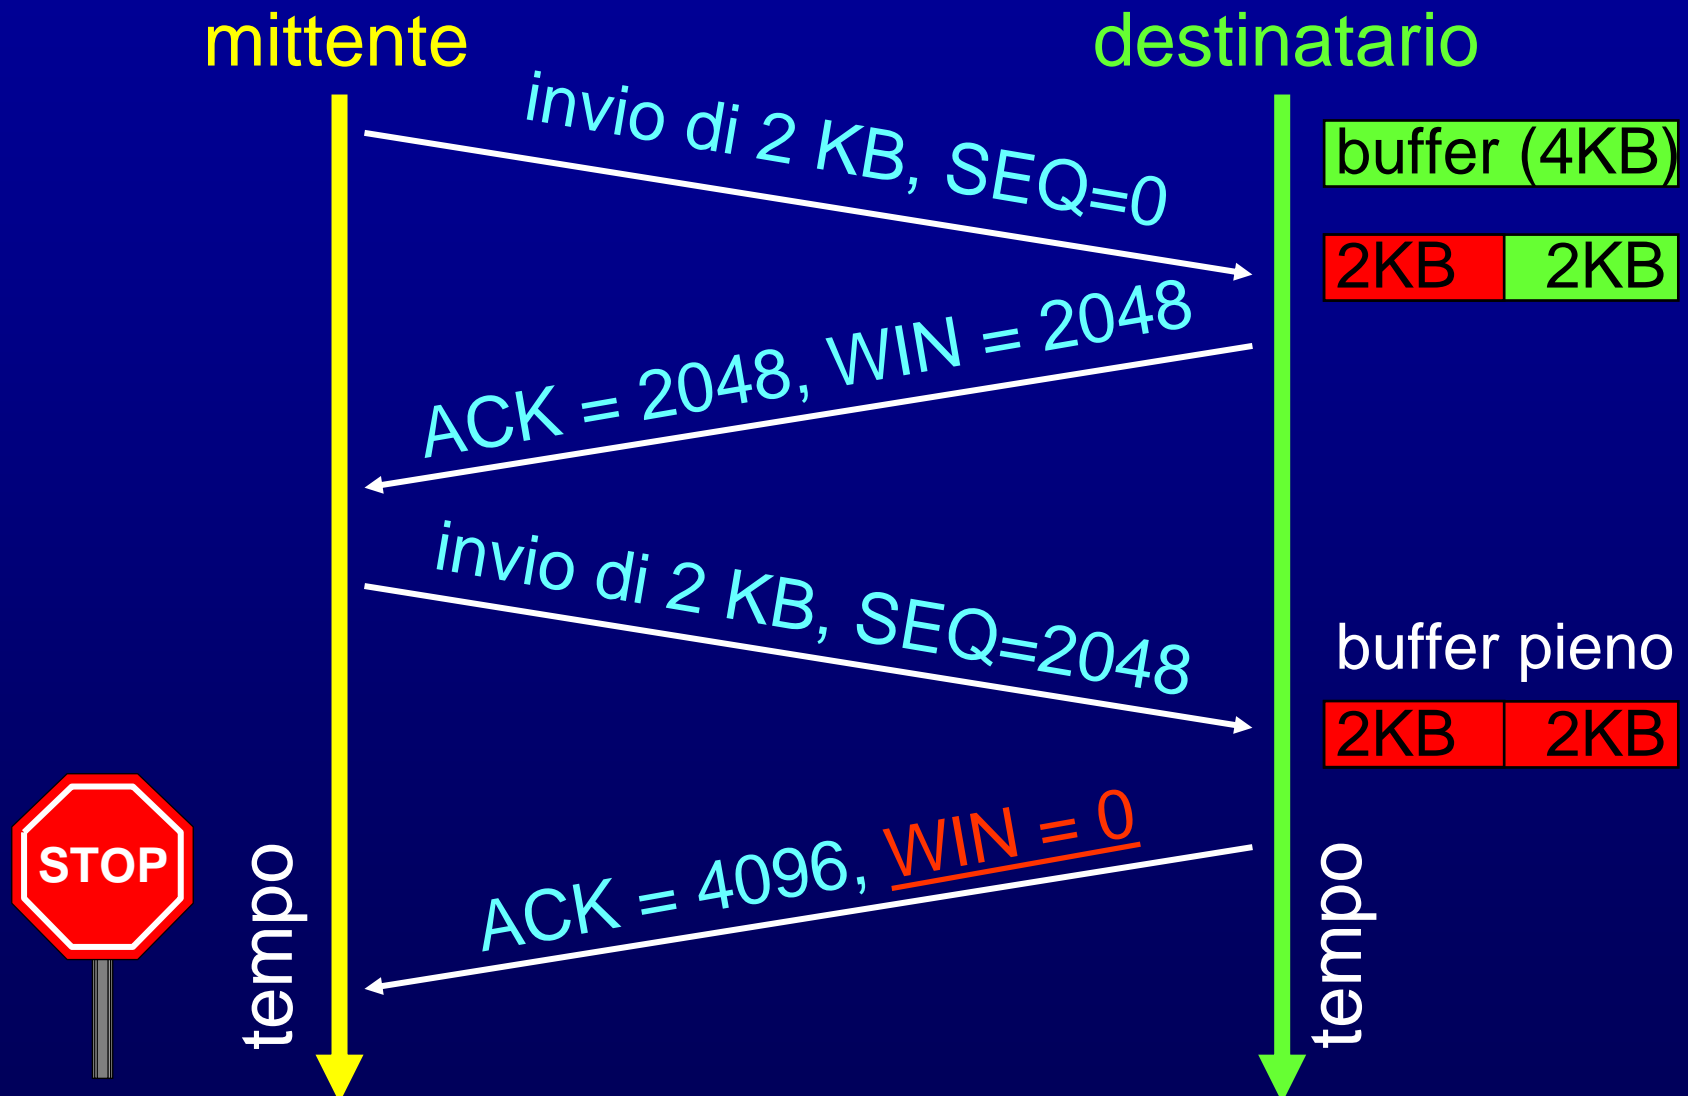 mittente
destinatario
invio di 2 KB, SEQ=0
buffer (4KB)
2KB 2KB
ACK = 2048, WIN = 2048
invio di 2 KB, SEQ=2048
buffer pieno
2KB 2KB
STOP
ACK = 4096, WIN = 0
tempo
tempo